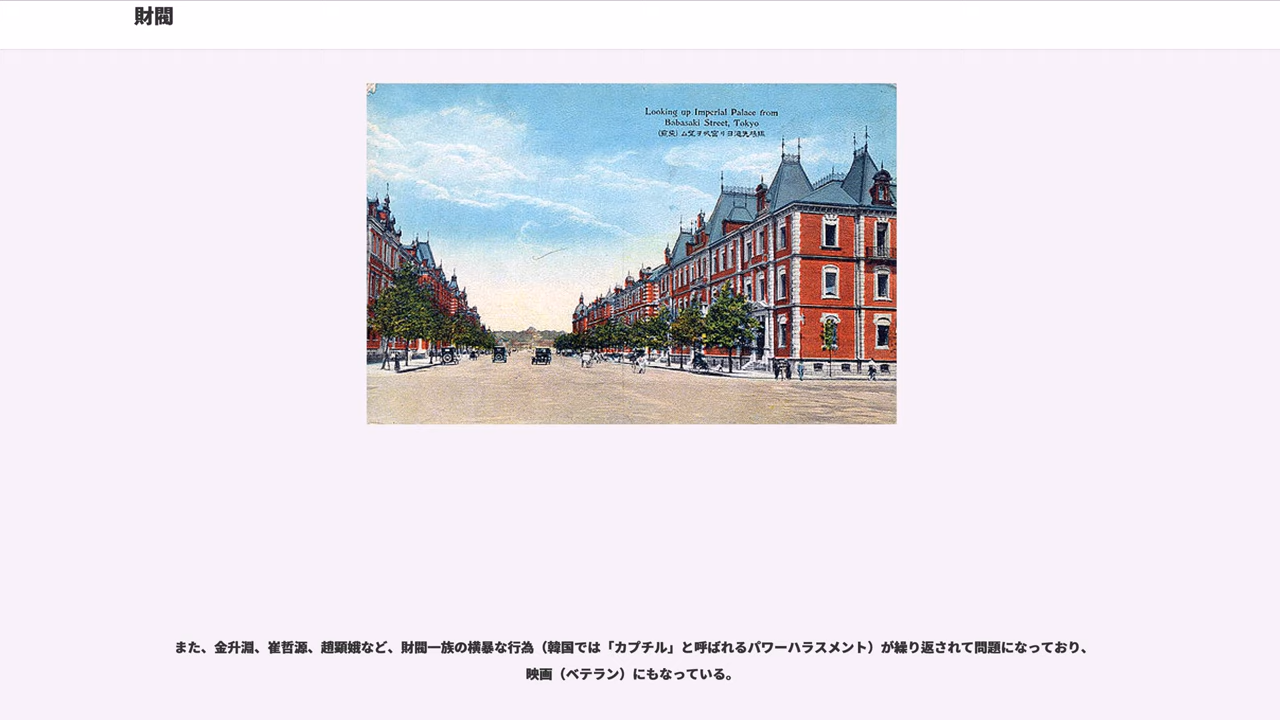 財閥
Looking up Imperial Palace from
Babasaki Street, Tokyo
また、金升淵、崔哲源、趙顕娥など、財閥一族の横暴な行為（韓国では「カプチル」と呼ばれるパワーハラスメント）が繰り返されて問題になっており、
映画（ベテラン）にもなっている。